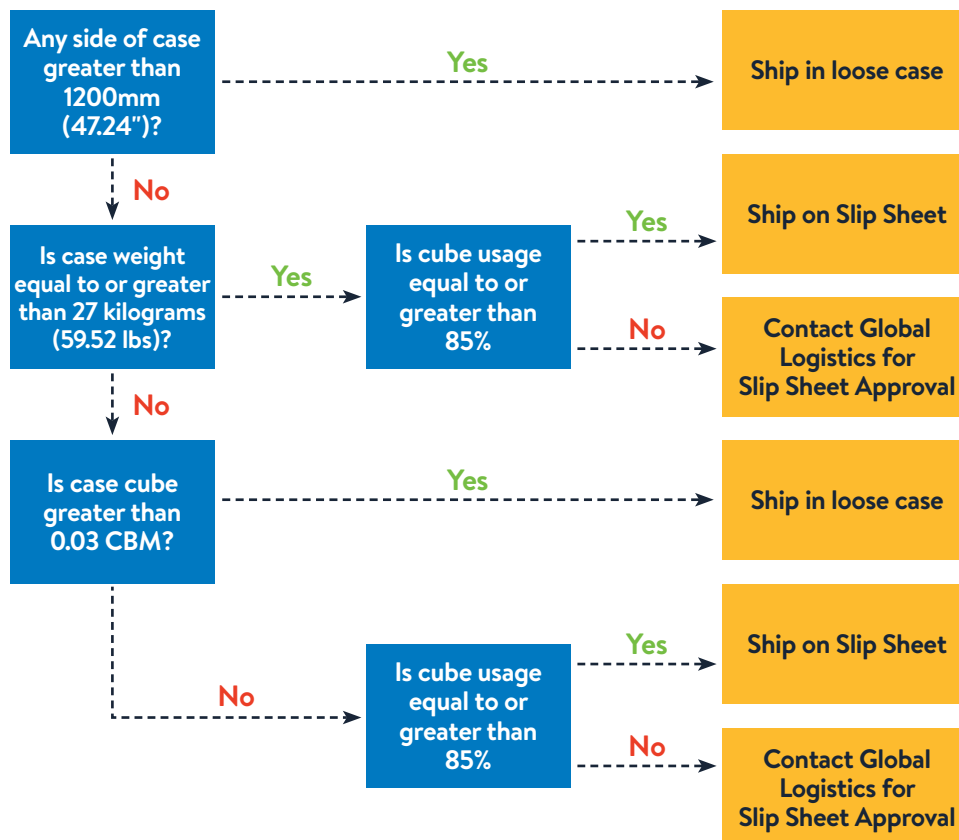 Any side of case
greater than
1200mm
(47.24")?
Yes
Ship in loose case
No
Is case weight
equal to or greater
than 27 kilograms
(59.52 lbs)?
Yes
Is cube usage
equal to or
greater than
85%
Yes
Ship on Slip Sheet
No
Contact Global
Logistics for
Slip Sheet Approval
No
Is case cube
greater than
0.03 CBM?
Yes
Ship in loose case
No
Is cube usage
equal to or
greater than
85%
Yes
Ship on Slip Sheet
No
Contact Global
Logistics for
Slip Sheet Approval